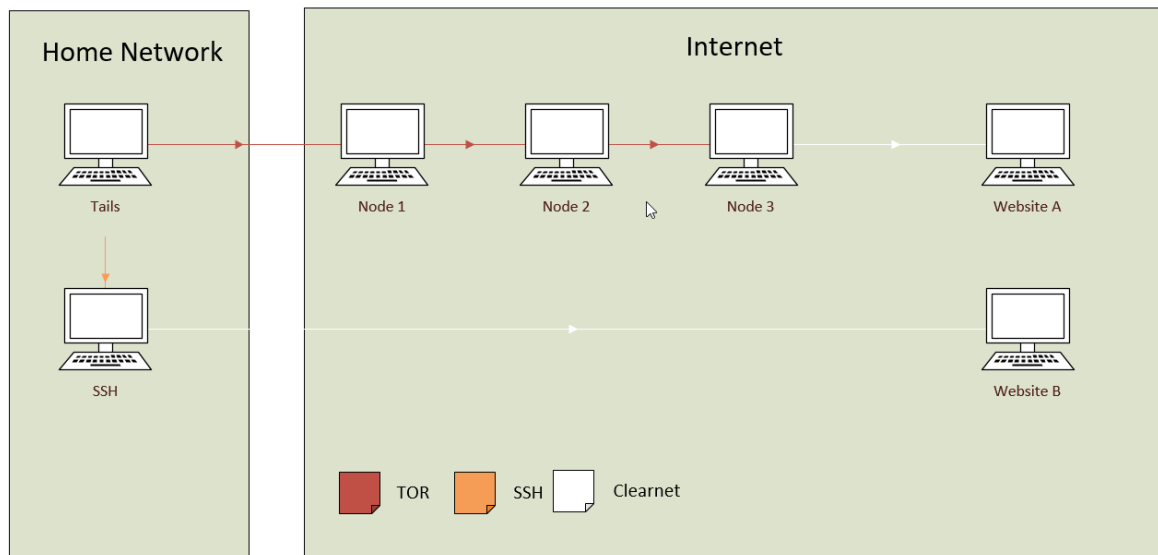 Home Network
Internet
Tails
Node 1
Node 2
Node 3
Website A
SSH
Website B
TOR
SSH
Clearnet